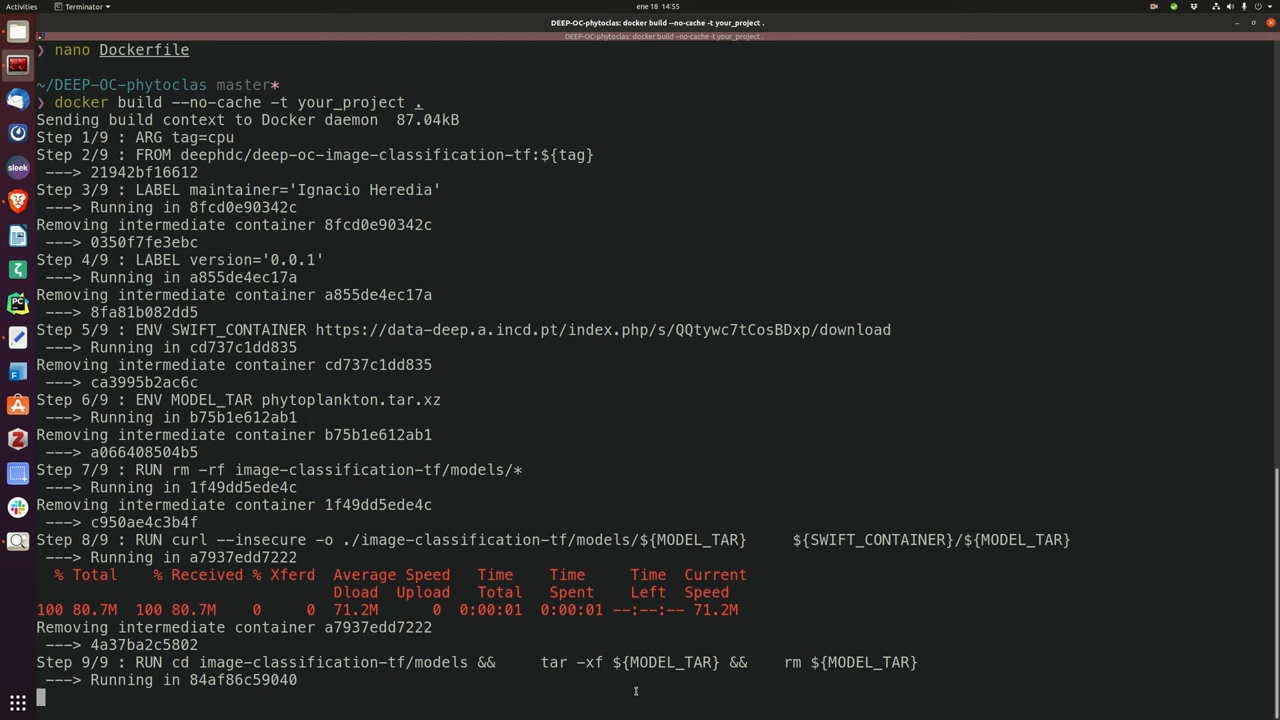 Activities
Terminator
ene 18 14:55
DEEP-OC-phytoclas: docker build --no-cache -t your_project .
DEEP-OC-phytoclas: docker build --no-cache -t your_project .
❯ nano Dockerfile
~/DEEP-OC-phytoclas master*
❯ docker build --no-cache -t your_project .
Sending build context to Docker daemon  87.04kB
Step 1/9 : ARG tag=cpu
Step 2/9 : FROM deephdc/deep-oc-image-classification-tf:${tag}
---> 21942bf16612
Step 3/9 : LABEL maintainer='Ignacio Heredia'
---> Running in 8fcd0e90342c
Removing intermediate container 8fcd0e90342c
---> 0350f7fe3ebc
Step 4/9 : LABEL version='0.0.1'
---> Running in a855de4ec17a
Removing intermediate container a855de4ec17a
---> 8fa81b082dd5
Step 5/9 : ENV SWIFT_CONTAINER https://data-deep.a.incd.pt/index.php/s/QQtywc7tCosBDxp/download
---> Running in cd737c1dd835
Removing intermediate container cd737c1dd835
---> ca3995b2ac6c
Step 6/9 : ENV MODEL_TAR phytoplankton.tar.xz
---> Running in b75b1e612ab1
Removing intermediate container b75b1e612ab1
---> a066408504b5
Step 7/9 : RUN rm -rf image-classification-tf/models/*
---> Running in 1f49dd5ede4c
Removing intermediate container 1f49dd5ede4c
---> c950ae4c3b4f
Step 8/9 : RUN curl --insecure -o ./image-classification-tf/models/${MODEL_TAR}     ${SWIFT_CONTAINER}/${MODEL_TAR}
---> Running in a7937edd7222
% Total    % Received % Xferd  Average Speed   Time    Time     Time  Current
Dload  Upload   Total   Spent    Left  Speed
100 80.7M  100 80.7M    0     0  71.2M      0  0:00:01  0:00:01 --:--:-- 71.2M
Removing intermediate container a7937edd7222
---> 4a37ba2c5802
Step 9/9 : RUN cd image-classification-tf/models &&     tar -xf ${MODEL_TAR} &&    rm ${MODEL_TAR}
---> Running in 84af86c59040
sleek
PC